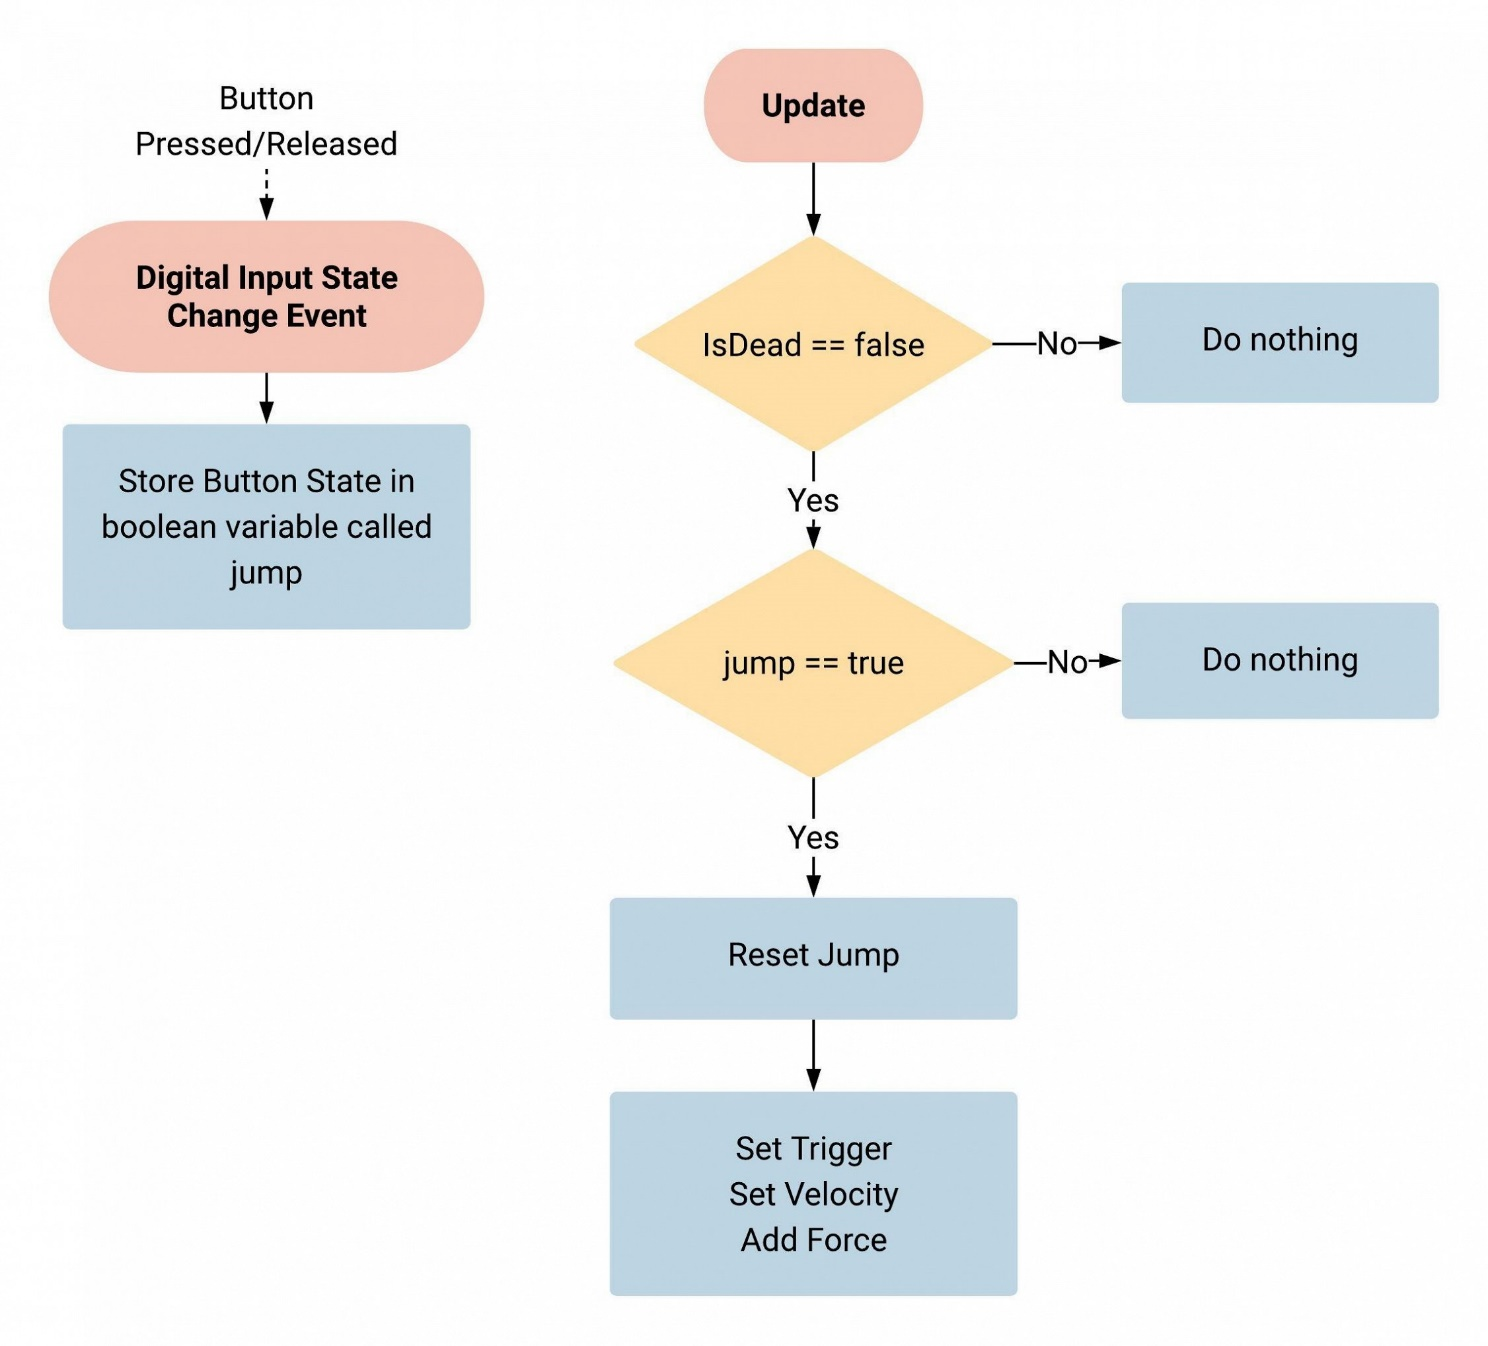 Button
Pressed/Released
Digital Input State
Change Event
Store Button State in
boolean variable called
jump
Update
IsDead == false
No
Do nothing
Yes
jump == true
No
Do nothing
Yes
Reset Jump
Set Trigger
Set Velocity
Add Force